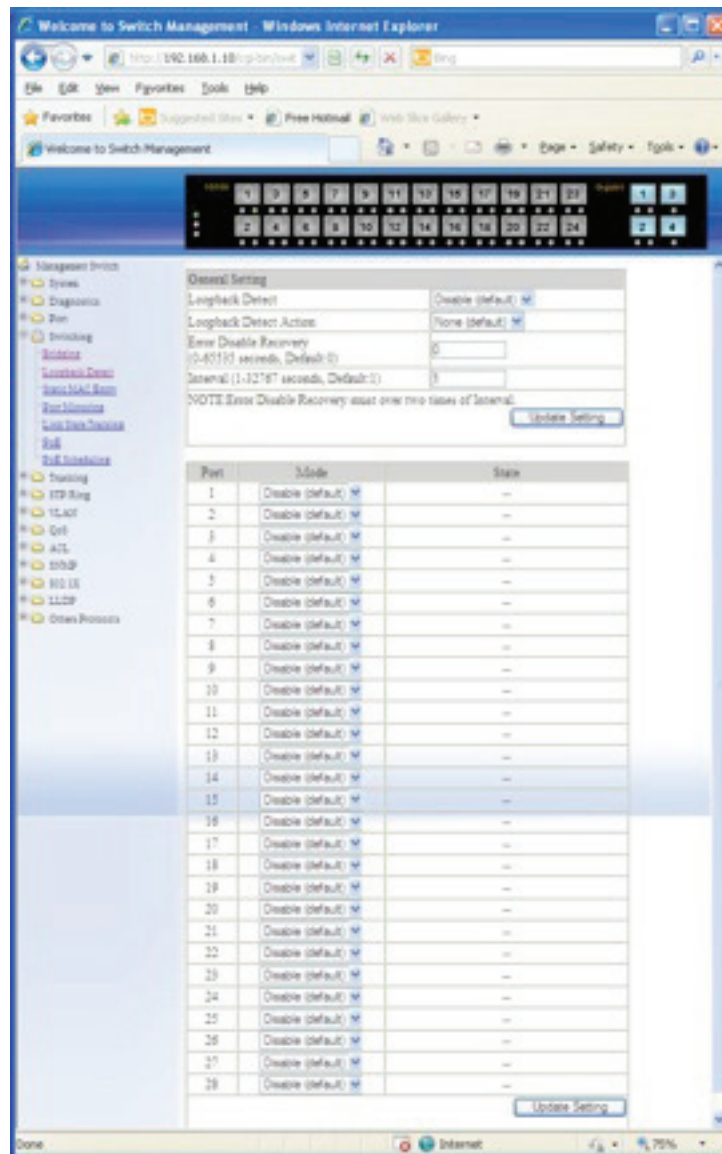 Welcome to Switch Management - Windows Internet Explorer
http://192.168.1.10/cgi-bin/
Bing
File Edit View Favorites Tools Help
Favorites Suggested Sites Free Hotmail Web Slice Gallery
Welcome to Switch Management Page Safety Tools
1 3 5 7 9 11 13 15 17 19 21 23 1 3
2 4 6 8 10 12 14 16 18 20 22 24 2 4
Management Switch
System
Diagnostics
Port
Switching
Bridging
Loopback Detect
Static MAC Entry
Port Mirroring
Link State Tracking
PoE
PoE Scheduling
Trunking
STP/Ring
VLAN
QoS
ACL
SNMP
802.1X
LLDP
Other Protocols
General Setting
Loopback Detect Disable (default)
Loopback Detect Action None (default)
Error Disable Recovery
(0-65535 seconds, Default:0) 0
Interval (1-32767 seconds, Default:1)
NOTE:Error Disable Recovery must over two times of Interval.
Update Setting
Port Mode State
1 Disable (default) --
2 Disable (default) --
3 Disable (default) --
4 Disable (default) --
5 Disable (default) --
6 Disable (default) --
7 Disable (default) --
8 Disable (default) --
9 Disable (default) --
10 Disable (default) --
11 Disable (default) --
12 Disable (default) --
13 Disable (default) --
14 Disable (default) --
15 Disable (default) --
16 Disable (default) --
17 Disable (default) --
18 Disable (default) --
19 Disable (default) --
20 Disable (default) --
21 Disable (default) --
22 Disable (default) --
23 Disable (default) --
24 Disable (default) --
25 Disable (default) --
26 Disable (default) --
27 Disable (default) --
28 Disable (default) --
Update Setting
Done Internet 75%